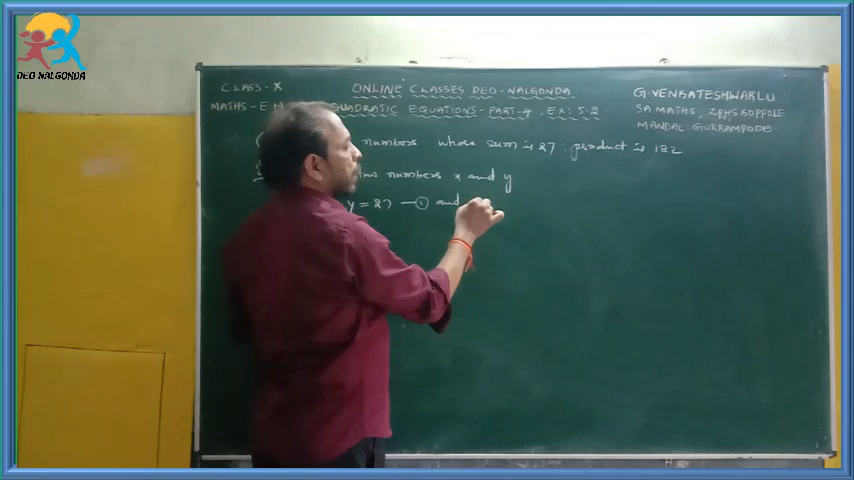 DEO NALGONDA
CLASS-X ONLINE CLASSES DEO-NALGONDA G.VENKATESHWARLU
MATHS-E.M QUADRATIC EQUATIONS-PART-4, EX:5.2 SA MATHS, ZPHS KOPPOLE
MANDAL: GURRAMPODE.
numbers whose sum is 27 product is 182
two numbers x and y
y = 27 — ① and